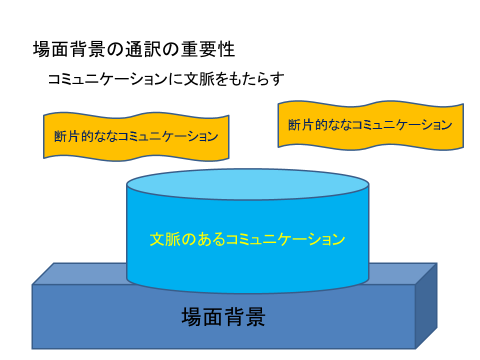 場面背景の通訳の重要性
コミュニケーションに文脈をもたらす
断片的ななコミュニケーション
断片的ななコミュニケーション
文脈のあるコミュニケーション
場面背景